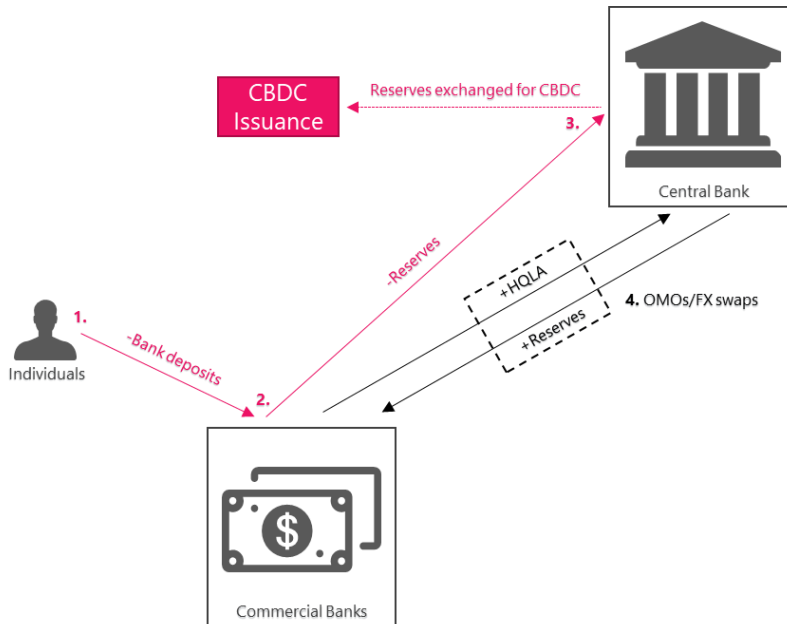 CBDC
Issuance
Reserves exchanged for CBDC
3.
Central Bank
-Reserves
+HQLA
4. OMOs/FX swaps
+Reserves
1.
-Bank deposits
Individuals
2.
$
Commercial Banks